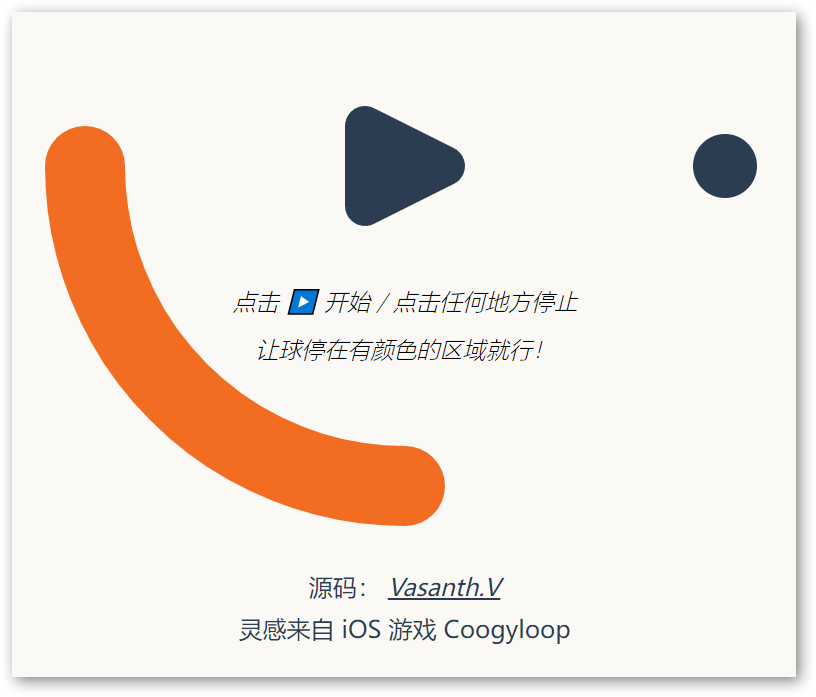 点击 ▶️ 开始 / 点击任何地方停止
让球停在有颜色的区域就行！
源码： Vasanth.V
灵感来自 iOS 游戏 Coogyloop